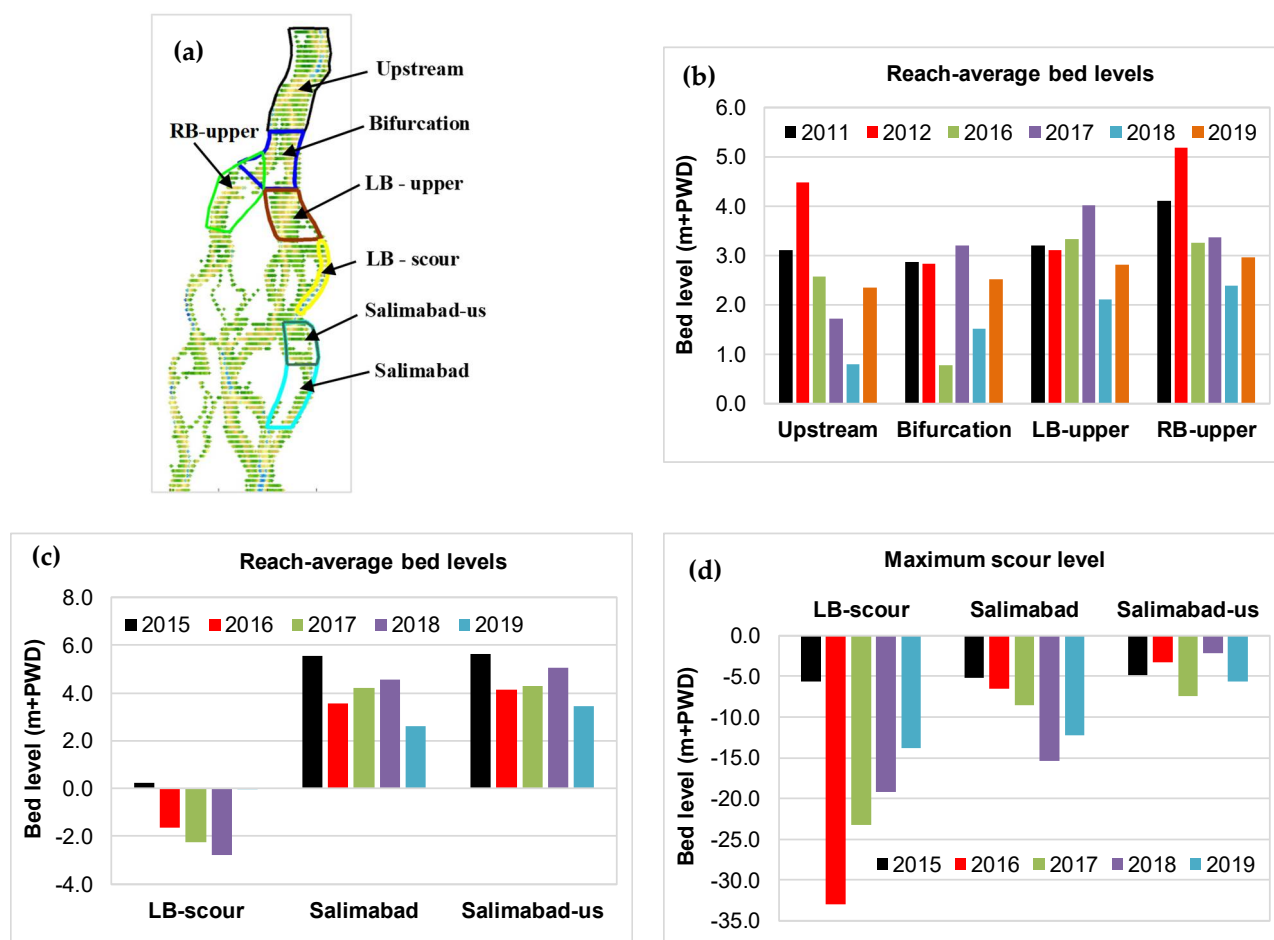 (a)
Upstream
RB-upper
Bifurcation
LB - upper
LB - scour
Salimabad-us
Salimabad
(b)
Reach-average bed levels
Bed level (m+PWD)
6.0
5.0
4.0
3.0
2.0
1.0
0.0
2011 2012 2016 2017 2018 2019
Upstream Bifurcation LB-upper RB-upper
(c)
Reach-average bed levels
Bed level (m+PWD)
8.0
6.0
4.0
2.0
0.0
-2.0
-4.0
2015 2016 2017 2018 2019
LB-scour Salimabad Salimabad-us
(d)
Maximum scour level
LB-scour Salimabad Salimabad-us
Bed level (m+PWD)
0.0
-5.0
-10.0
-15.0
-20.0
-25.0
-30.0
-35.0
2015 2016 2017 2018 2019